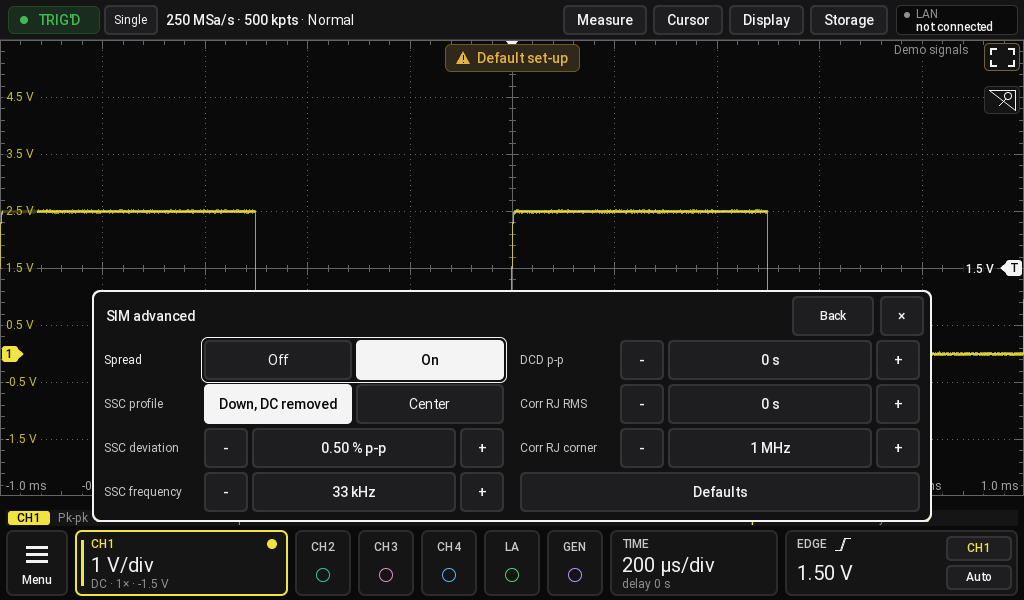 TRIG'D
Single
250 MSa/s · 500 kpts · Normal
Measure
Cursor
Display
Storage
LAN
not connected
Default set-up
Demo signals
4.5 V
3.5 V
2.5 V
1.5 V
1.5 V
T
0.5 V
1
-0.5 V
-1.5 V
-1.0 ms
-0
1.0 ms
SIM advanced
Back
×
Spread
Off
On
DCD p-p
-
0 s
+
SSC profile
Down, DC removed
Center
Corr RJ RMS
-
0 s
+
SSC deviation
-
0.50 % p-p
+
Corr RJ corner
-
1 MHz
+
SSC frequency
-
33 kHz
+
Defaults
CH1
Pk-pk
Menu
CH1
1 V/div
DC · 1× · -1.5 V
CH2
CH3
CH4
LA
GEN
TIME
200 µs/div
delay 0 s
EDGE
1.50 V
CH1
Auto